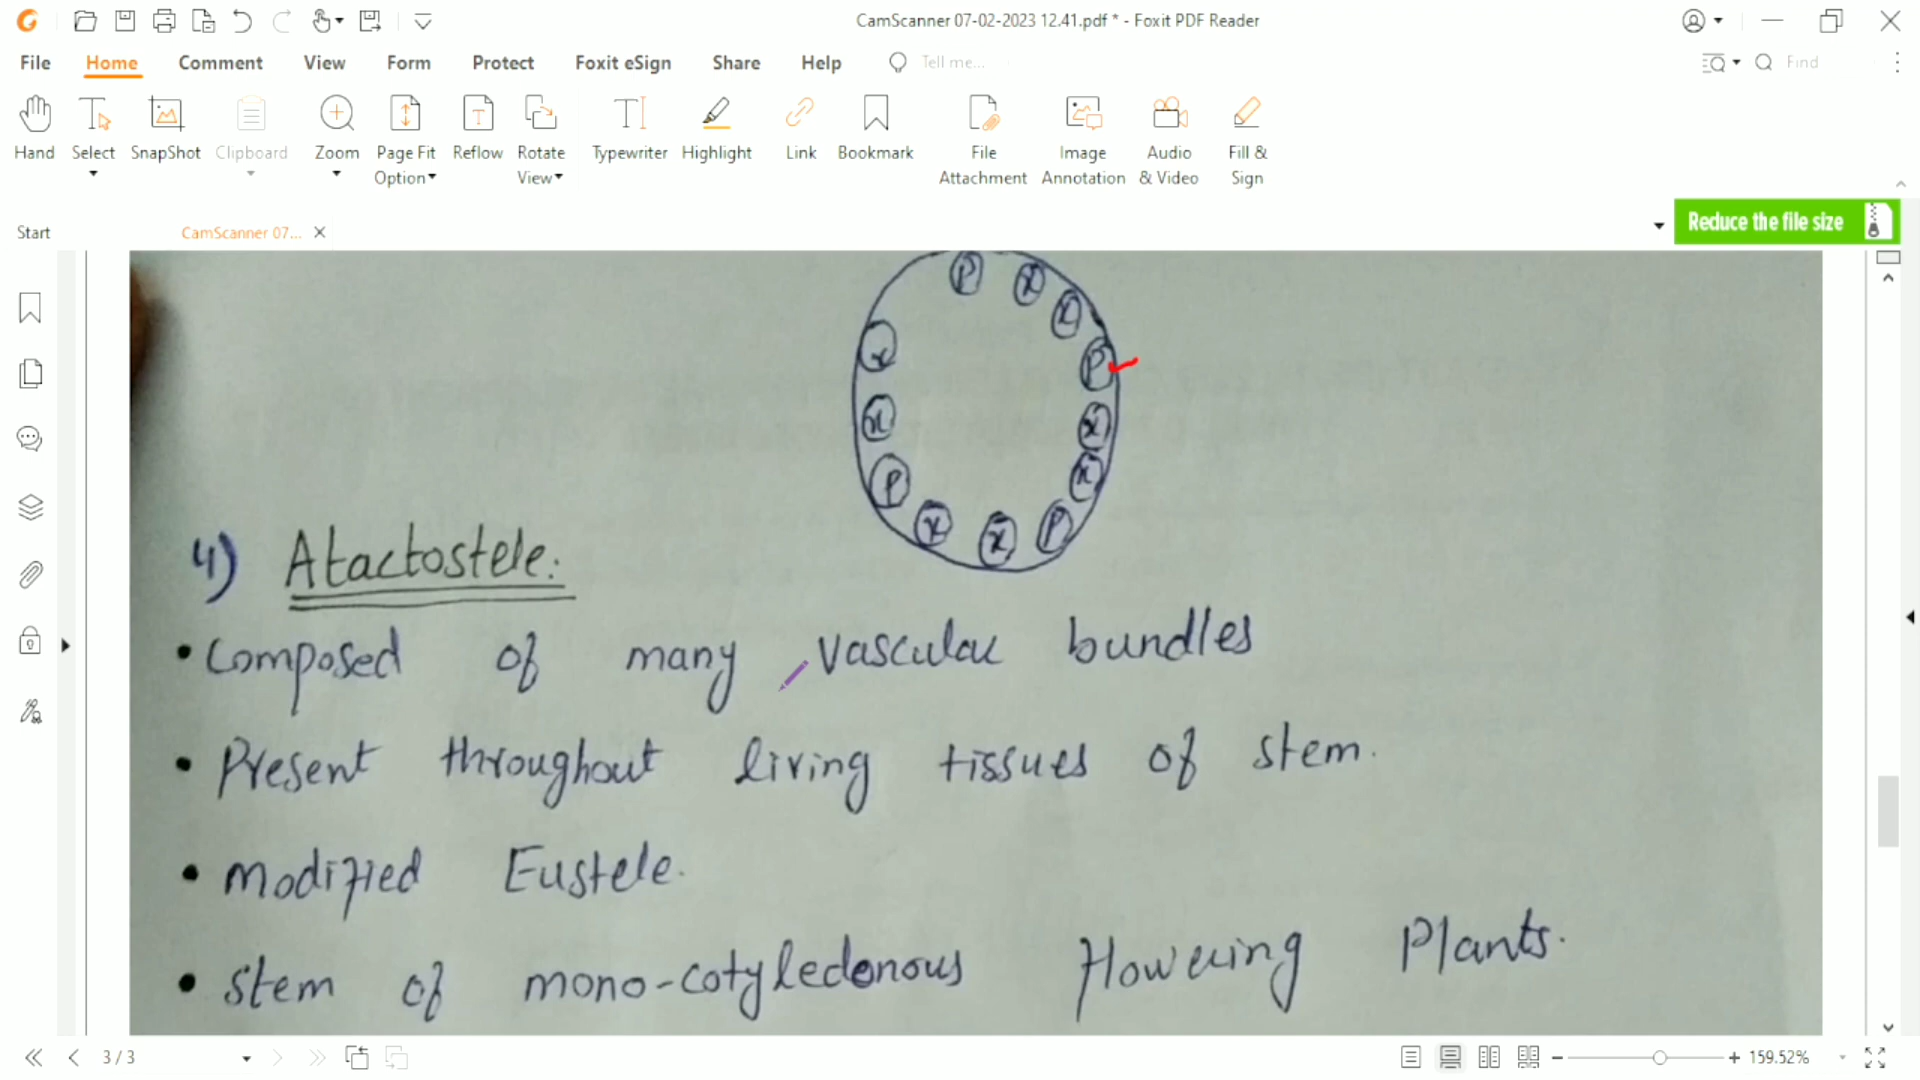 CamScanner 07-02-2023 12.41.pdf * - Foxit PDF Reader
File Home Comment View Form Protect Foxit eSign Share Help Tell me... Find
Hand Select SnapShot Clipboard Zoom Page Fit Option Reflow Rotate View Typewriter Highlight Link Bookmark File Attachment Image Annotation Audio & Video Fill & Sign
Start CamScanner 07... Reduce the file size
P x x
x P
x x
P x
x x P
4) Atactostele:
• Composed of many vascular bundles
• Present throughout living tissues of stem.
• Modified Eustele.
• Stem of mono-cotyledonous Flowering Plants.
3 / 3 159.52%